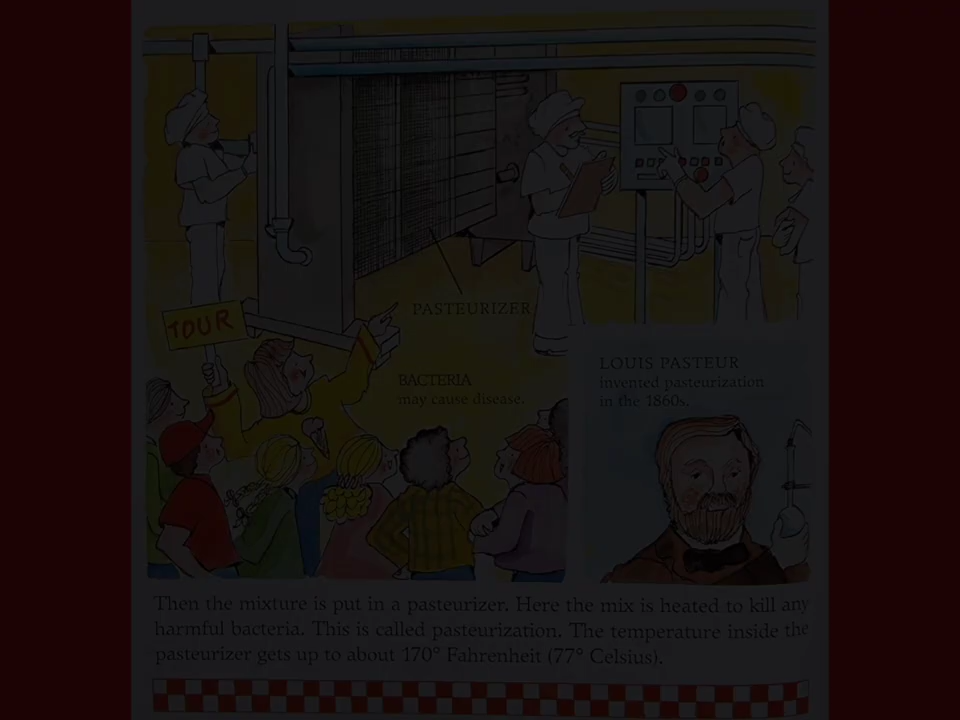 PASTEURIZER
TOUR
BACTERIA
may cause disease.
LOUIS PASTEUR
invented pasteurization
in the 1860s.
Then the mixture is put in a pasteurizer. Here the mix is heated to kill any
harmful bacteria. This is called pasteurization. The temperature inside the
pasteurizer gets up to about 170° Fahrenheit (77° Celsius).